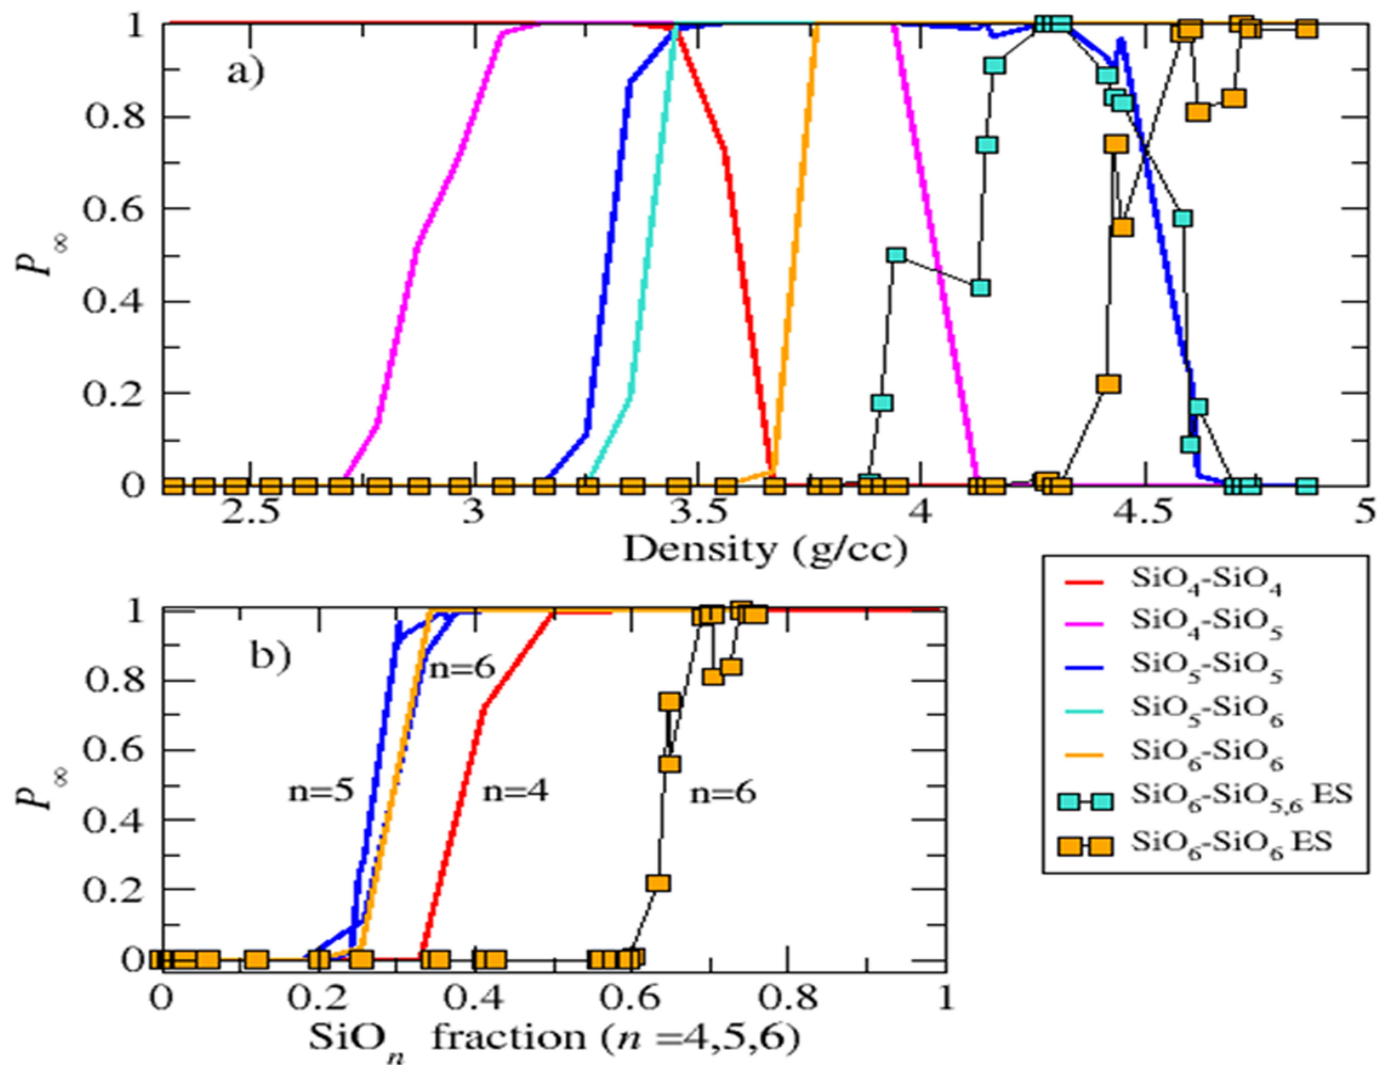 1
a)
0.8
0.6
P∞
0.4
0.2
0
2.5 3 3.5 4 4.5 5
Density (g/cc)
SiO₄-SiO₄
SiO₄-SiO₅
SiO₅-SiO₅
SiO₅-SiO₆
SiO₆-SiO₆
SiO₆-SiO₅,₆ ES
SiO₆-SiO₆ ES
1
b)
n=6
0.8
0.6
P∞
n=5 n=4 n=6
0.4
0.2
0
0 0.2 0.4 0.6 0.8 1
SiOₙ fraction (n =4,5,6)